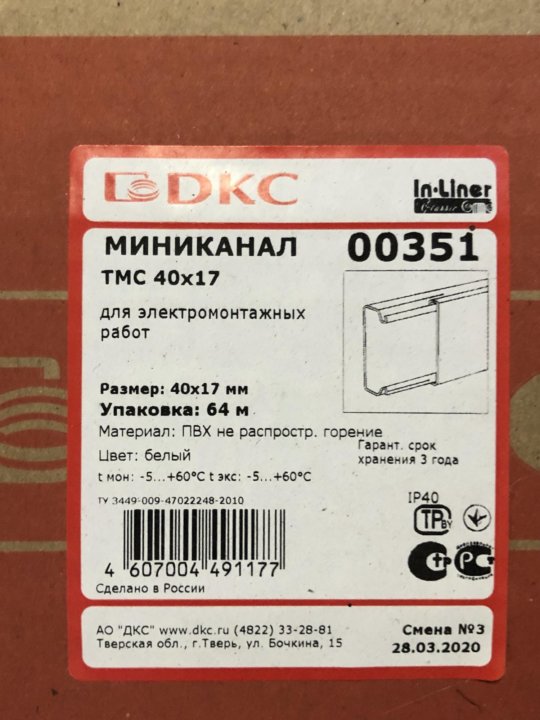 DKC
In-Liner
Classic
МИНИКАНАЛ 00351
TMC 40x17
для электромонтажных
работ
Размер: 40x17 мм
Упаковка: 64 м
Материал: ПВХ не распростр. горение
Цвет: белый
Гарант. срок
хранения 3 года
t мон: -5...+60°C t экс: -5...+60°C
ТУ 3449-009-47022248-2010
IP40
TP BY
4 607004 491177
Сделано в России
АО "ДКС" www.dkc.ru (4822) 33-28-81
Тверская обл., г.Тверь, ул. Бочкина, 15
Смена №3
28.03.2020